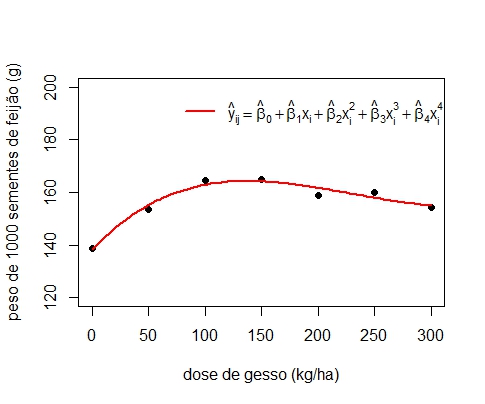 ŷij = β̂0 + β̂1xi + β̂2xi² + β̂3xi³ + β̂4xi⁴
peso de 1000 sementes de feijão (g)
200
180
160
140
120
0 50 100 150 200 250 300
dose de gesso (kg/ha)